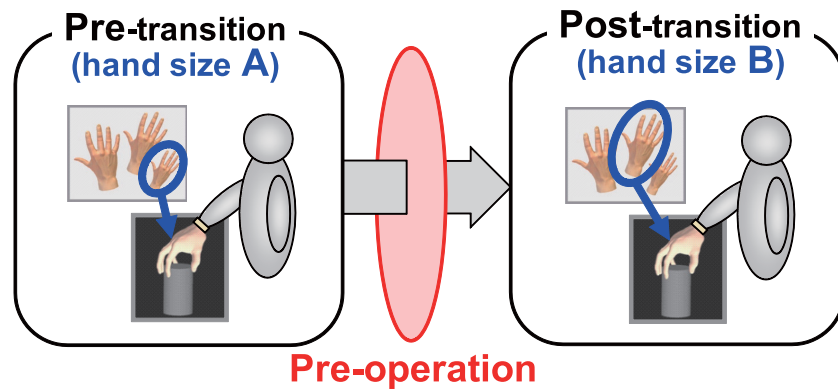 Pre-transition
(hand size A)
Post-transition
(hand size B)
Pre-operation